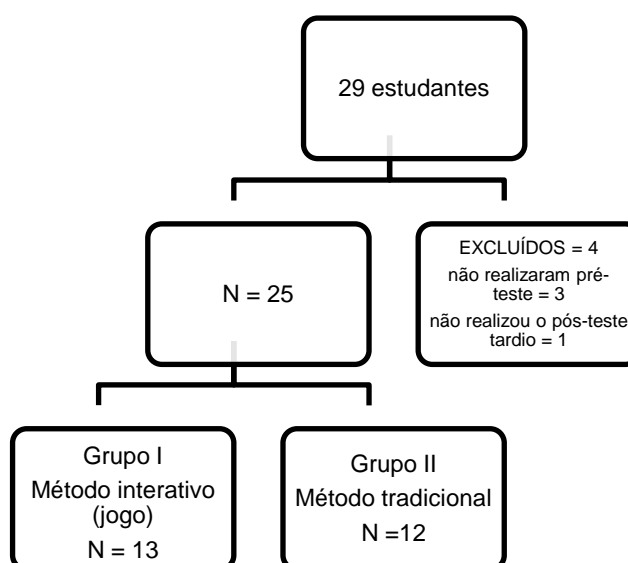 29 estudantes
N = 25
EXCLUÍDOS = 4
não realizaram pré-
teste = 3
não realizou o pós-teste
tardio = 1
Grupo I
Método interativo
(jogo)
N = 13
Grupo II
Método tradicional
N =12